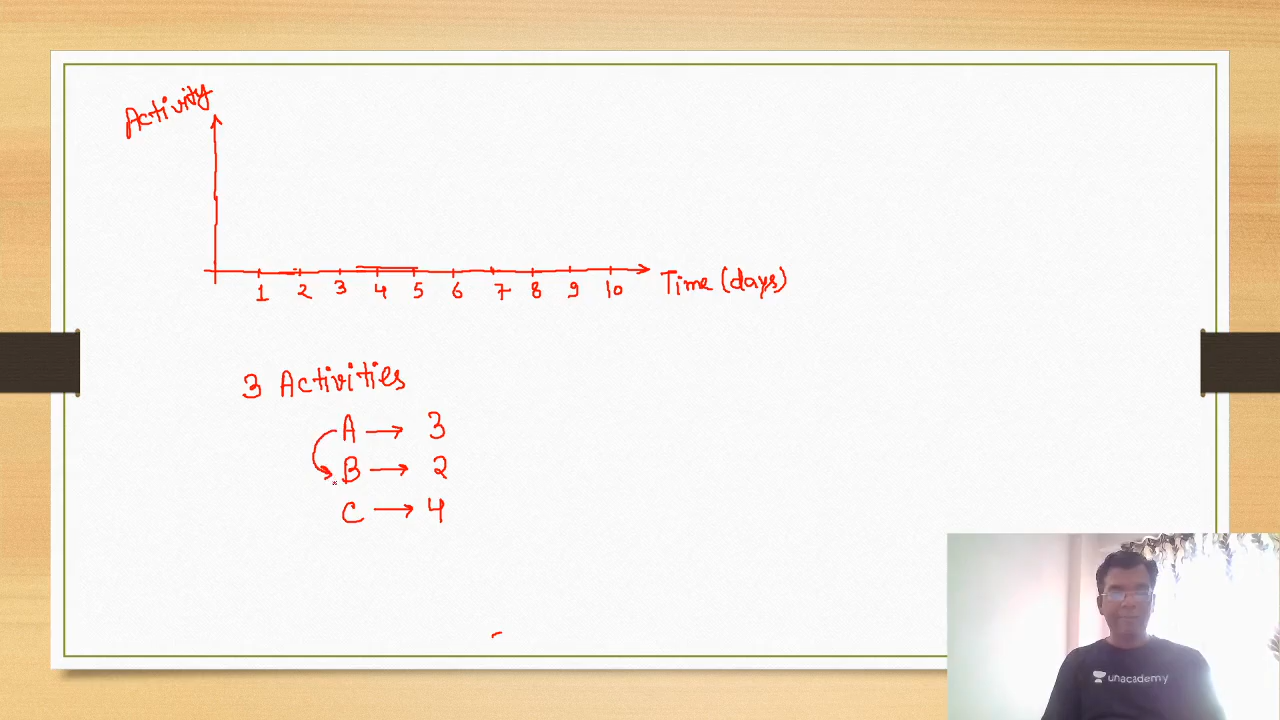 Activity
1 2 3 4 5 6 7 8 9 10 Time (days)
3 Activities
A → 3
B → 2
C → 4
unacademy